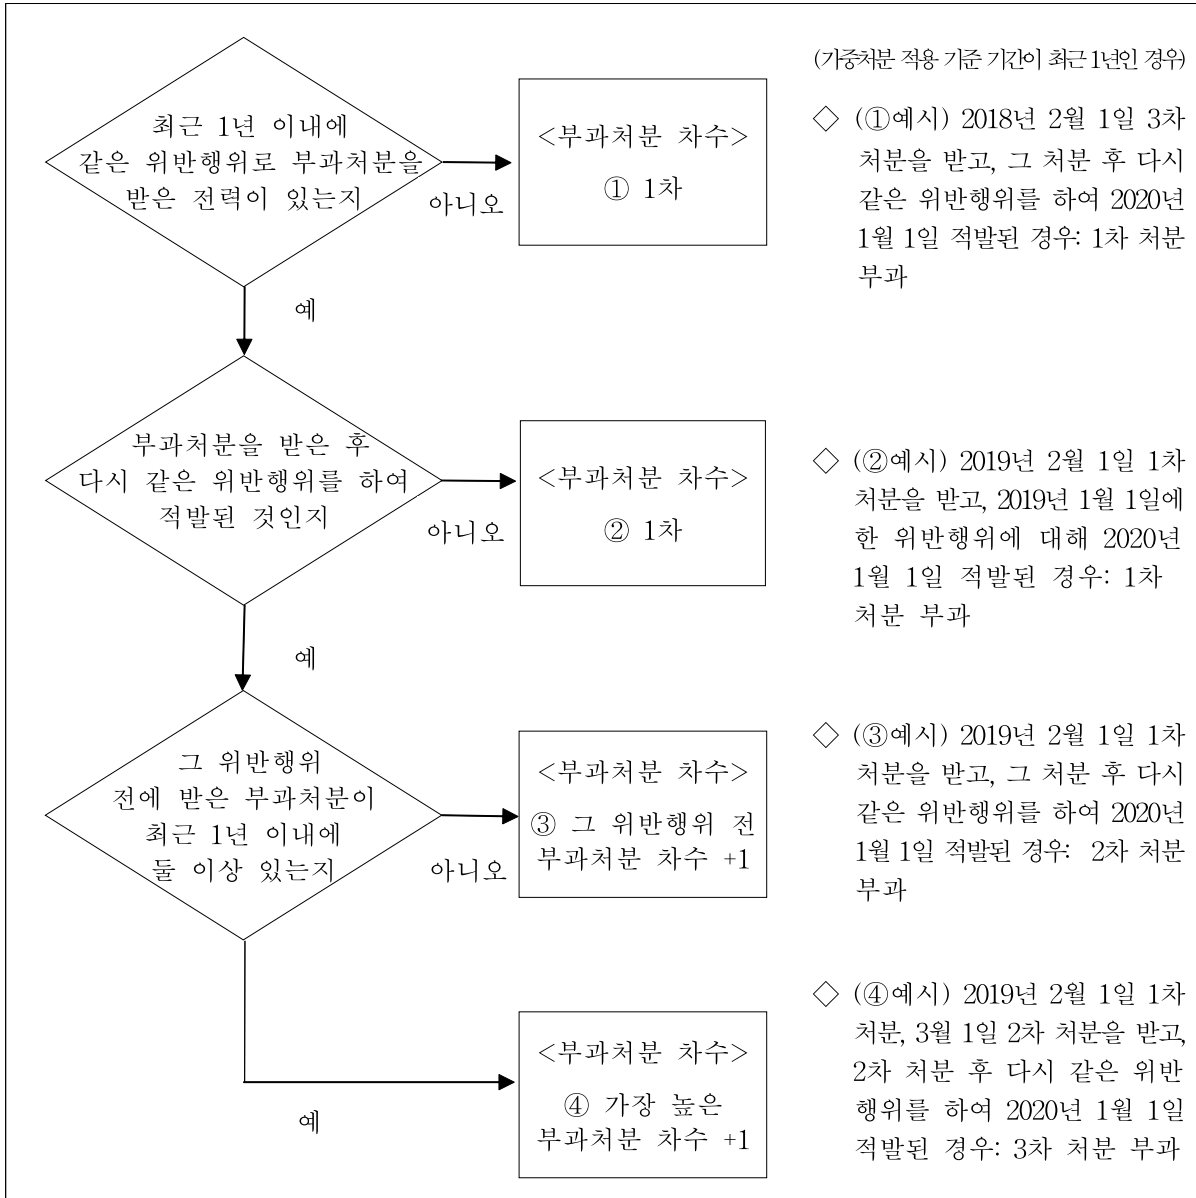 (가중처분 적용 기준 기간이 최근 1년인 경우)
최근 1년 이내에
같은 위반행위로 부과처분을
받은 전력이 있는지
아니오
예
<부과처분 차수>
① 1차
◇ (①예시) 2018년 2월 1일 3차
처분을 받고, 그 처분 후 다시
같은 위반행위를 하여 2020년
1월 1일 적발된 경우: 1차 처분
부과
부과처분을 받은 후
다시 같은 위반행위를 하여
적발된 것인지
아니오
예
<부과처분 차수>
② 1차
◇ (②예시) 2019년 2월 1일 1차
처분을 받고, 2019년 1월 1일에
한 위반행위에 대해 2020년
1월 1일 적발된 경우: 1차
처분 부과
그 위반행위
전에 받은 부과처분이
최근 1년 이내에
둘 이상 있는지
아니오
예
<부과처분 차수>
③ 그 위반행위 전
부과처분 차수 +1
◇ (③예시) 2019년 2월 1일 1차
처분을 받고, 그 처분 후 다시
같은 위반행위를 하여 2020년
1월 1일 적발된 경우: 2차 처분
부과
<부과처분 차수>
④ 가장 높은
부과처분 차수 +1
◇ (④예시) 2019년 2월 1일 1차
처분, 3월 1일 2차 처분을 받고,
2차 처분 후 다시 같은 위반
행위를 하여 2020년 1월 1일
적발된 경우: 3차 처분 부과